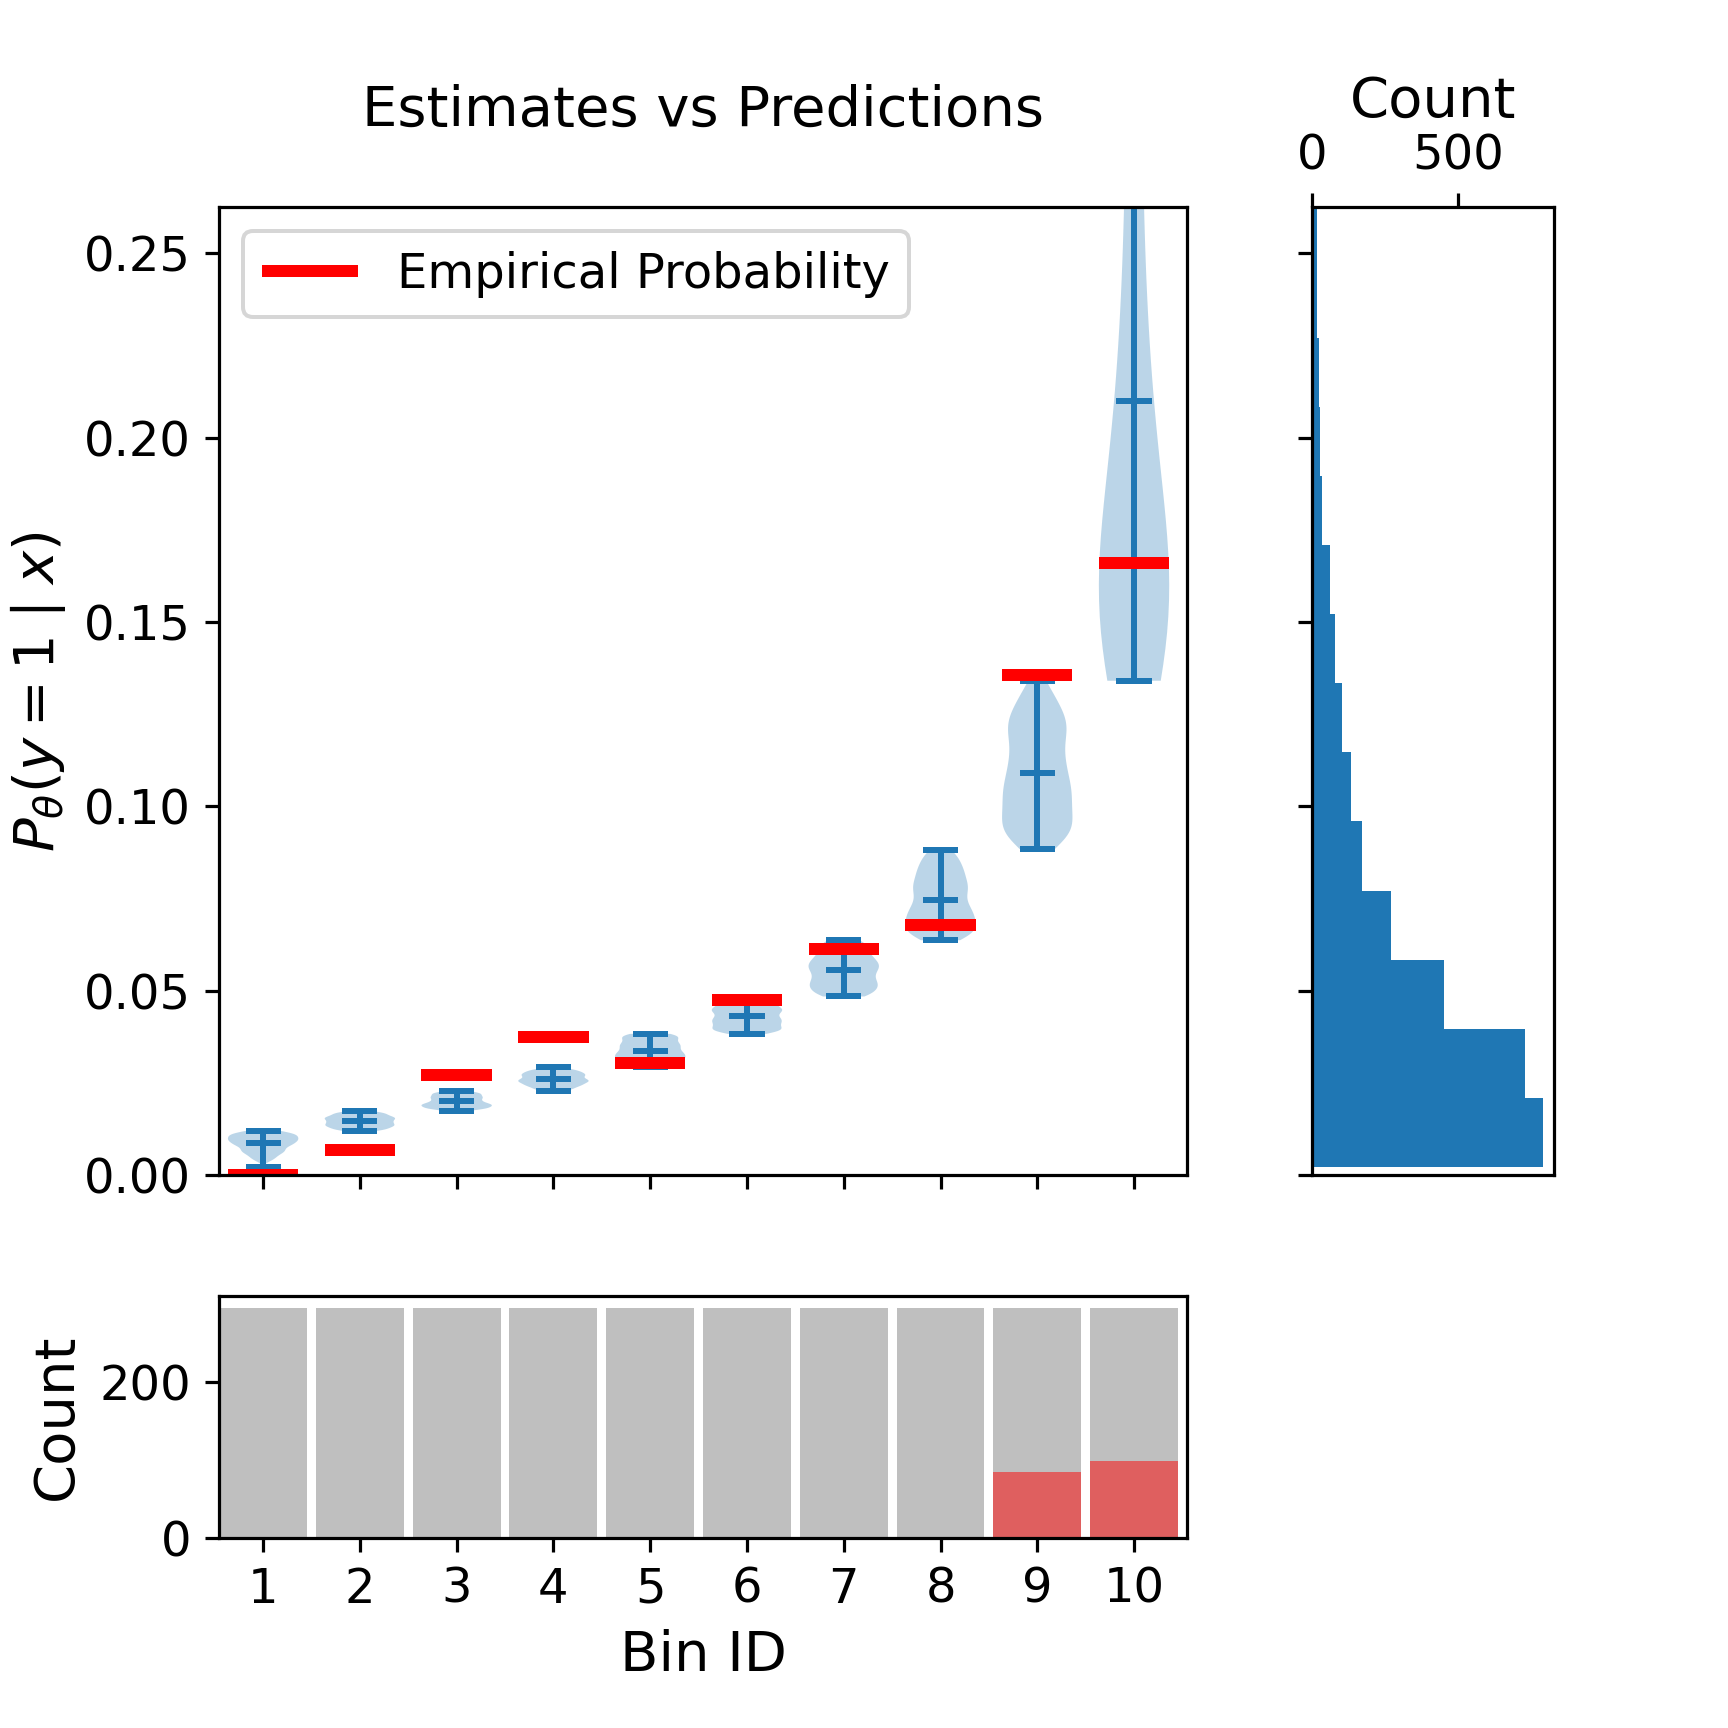 Estimates vs Predictions
Count
0 500
Empirical Probability
0.25
0.20
0.15
0.10
0.05
0.00
P_θ(y = 1 | x)
Count
200
0
1 2 3 4 5 6 7 8 9 10
Bin ID